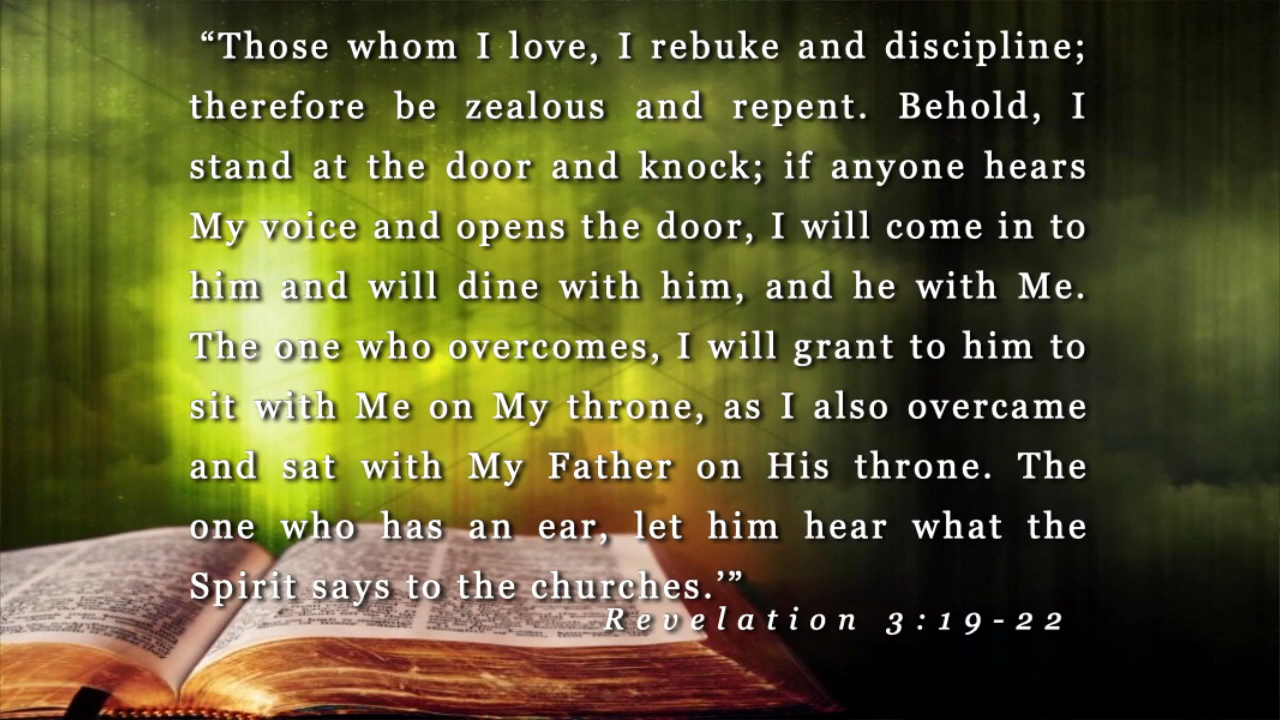 “Those whom I love, I rebuke and discipline;
therefore be zealous and repent. Behold, I
stand at the door and knock; if anyone hears
My voice and opens the door, I will come in to
him and will dine with him, and he with Me.
The one who overcomes, I will grant to him to
sit with Me on My throne, as I also overcame
and sat with My Father on His throne. The
one who has an ear, let him hear what the
Spirit says to the churches.’”
Revelation 3:19-22